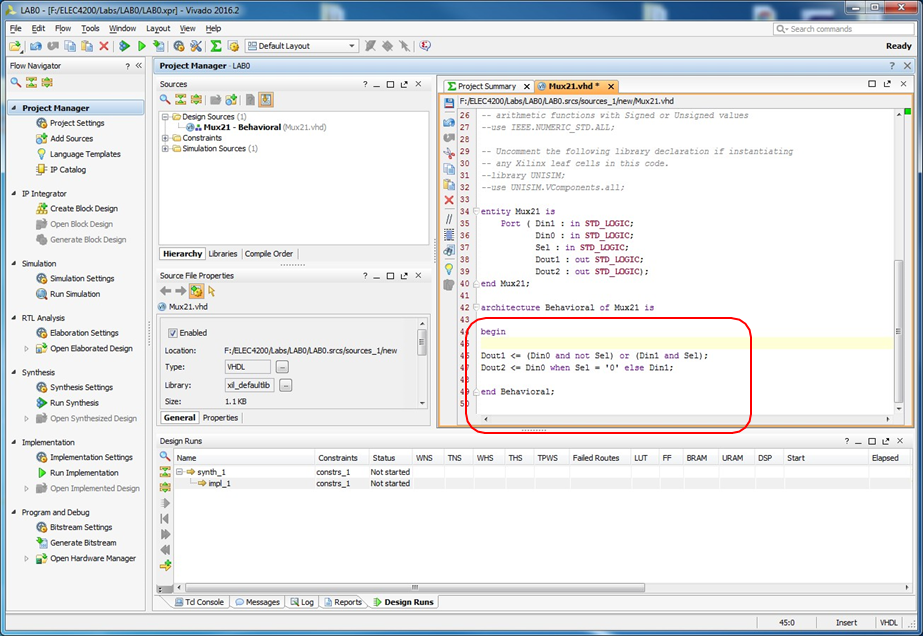 LAB0 - [F:/ELEC4200/Labs/LAB0/LAB0.xpr] - Vivado 2016.2
File Edit Flow Tools Window Layout View Help
Search commands
Default Layout
Ready
Flow Navigator
Project Manager
Project Settings
Add Sources
Language Templates
IP Catalog
IP Integrator
Create Block Design
Open Block Design
Generate Block Design
Simulation
Simulation Settings
Run Simulation
RTL Analysis
Elaboration Settings
Open Elaborated Design
Synthesis
Synthesis Settings
Run Synthesis
Open Synthesized Design
Implementation
Implementation Settings
Run Implementation
Open Implemented Design
Program and Debug
Bitstream Settings
Generate Bitstream
Open Hardware Manager
Project Manager - LAB0
Sources
Design Sources (1)
Mux21 - Behavioral (Mux21.vhd)
Constraints
Simulation Sources (1)
Hierarchy Libraries Compile Order
Source File Properties
Mux21.vhd
Enabled
Location: F:/ELEC4200/Labs/LAB0/LAB0.srcs/sources_1/new
Type: VHDL
Library: xil_defaultlib
Size: 1.1 KB
General Properties
Project Summary Mux21.vhd *
F:/ELEC4200/Labs/LAB0/LAB0.srcs/sources_1/new/Mux21.vhd
26 -- arithmetic functions with Signed or Unsigned values
27 --use IEEE.NUMERIC_STD.ALL;
28
29 -- Uncomment the following library declaration if instantiating
30 -- any Xilinx leaf cells in this code.
31 --library UNISIM;
32 --use UNISIM.VComponents.all;
33
34 entity Mux21 is
35 Port ( Din1 : in STD_LOGIC;
36 Din0 : in STD_LOGIC;
37 Sel : in STD_LOGIC;
38 Dout1 : out STD_LOGIC;
39 Dout2 : out STD_LOGIC);
40 end Mux21;
41
42 architecture Behavioral of Mux21 is
43
44 begin
45
46 Dout1 <= (Din0 and not Sel) or (Din1 and Sel);
47 Dout2 <= Din0 when Sel = '0' else Din1;
48
49 end Behavioral;
50
Design Runs
Name Constraints Status WNS TNS WHS THS TPWS Failed Routes LUT FF BRAM URAM DSP Start Elapsed
synth_1 constrs_1 Not started
impl_1 constrs_1 Not started
Tcl Console Messages Log Reports Design Runs
45:0 Insert VHDL